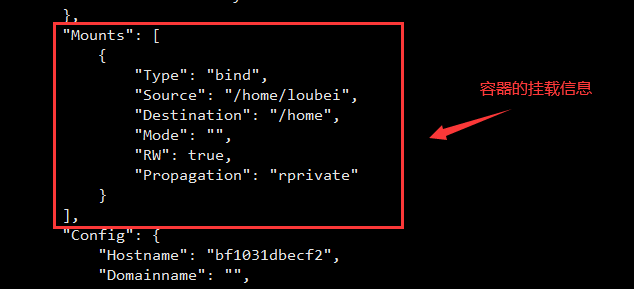 },
"Mounts": [
{
"Type": "bind",
"Source": "/home/loubei",
"Destination": "/home",
"Mode": "",
"RW": true,
"Propagation": "rprivate"
}
],
"Config": {
"Hostname": "bf1031dbecf2",
"Domainname": "",
容器的挂载信息